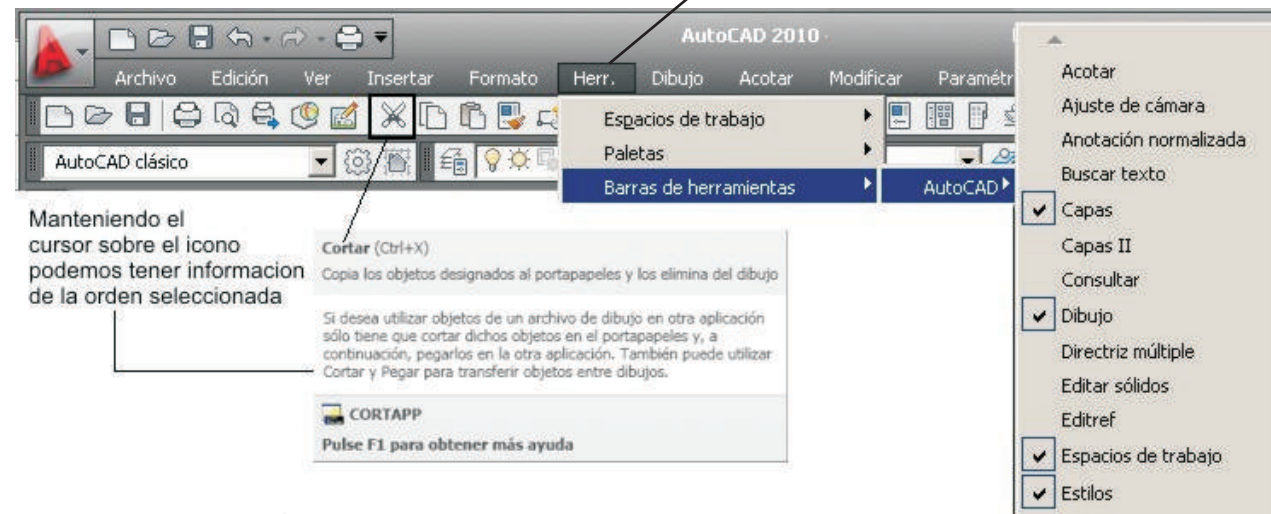 AutoCAD 2010
Archivo Edición Ver Insertar Formato Herr. Dibujo Acotar Modificar Paramétr
AutoCAD clásico
Espacios de trabajo
Paletas
Barras de herramientas
AutoCAD
Acotar
Ajuste de cámara
Anotación normalizada
Buscar texto
Capas
Capas II
Consultar
Dibujo
Directriz múltiple
Editar sólidos
Editref
Espacios de trabajo
Estilos
Manteniendo el
cursor sobre el icono
podemos tener informacion
de la orden seleccionada
Cortar (Ctrl+X)
Copia los objetos designados al portapapeles y los elimina del dibujo
Si desea utilizar objetos de un archivo de dibujo en otra aplicación
sólo tiene que cortar dichos objetos en el portapapeles y, a
continuación, pegarlos en la otra aplicación. También puede utilizar
Cortar y Pegar para transferir objetos entre dibujos.
CORTAPP
Pulse F1 para obtener más ayuda